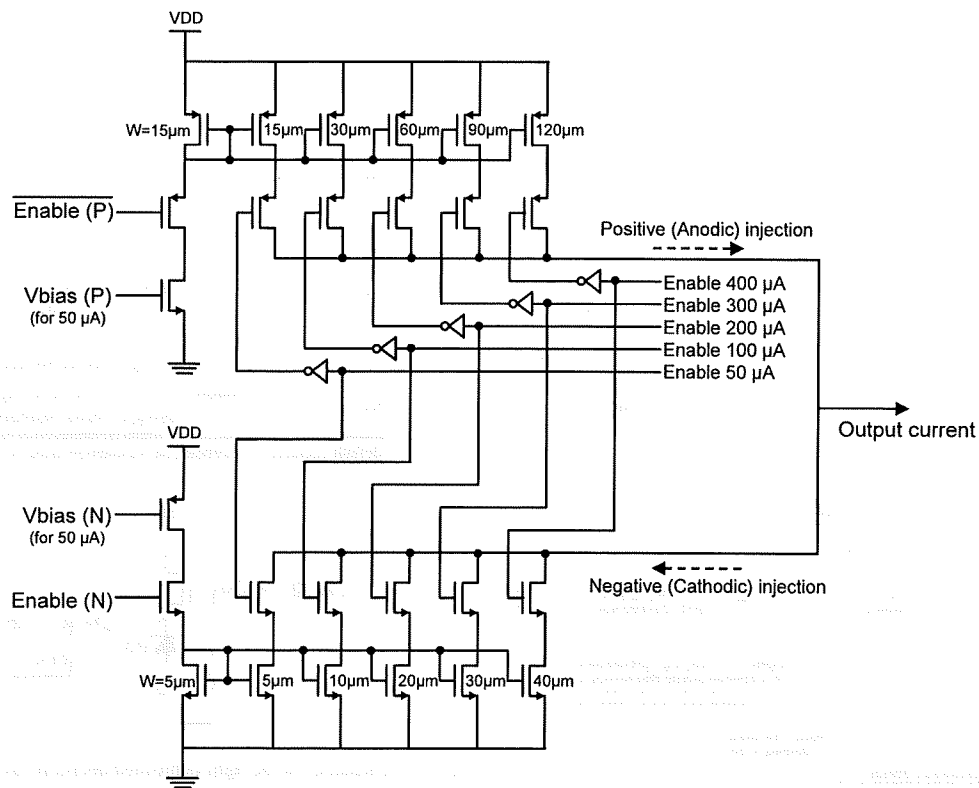 VDD
W=15µm
15µm
30µm
60µm
90µm
120µm
Enable (P)
Positive (Anodic) injection
Vbias (P)
(for 50 µA)
Enable 400 µA
Enable 300 µA
Enable 200 µA
Enable 100 µA
Enable 50 µA
Output current
VDD
Vbias (N)
(for 50 µA)
Enable (N)
Negative (Cathodic) injection
W=5µm
5µm
10µm
20µm
30µm
40µm